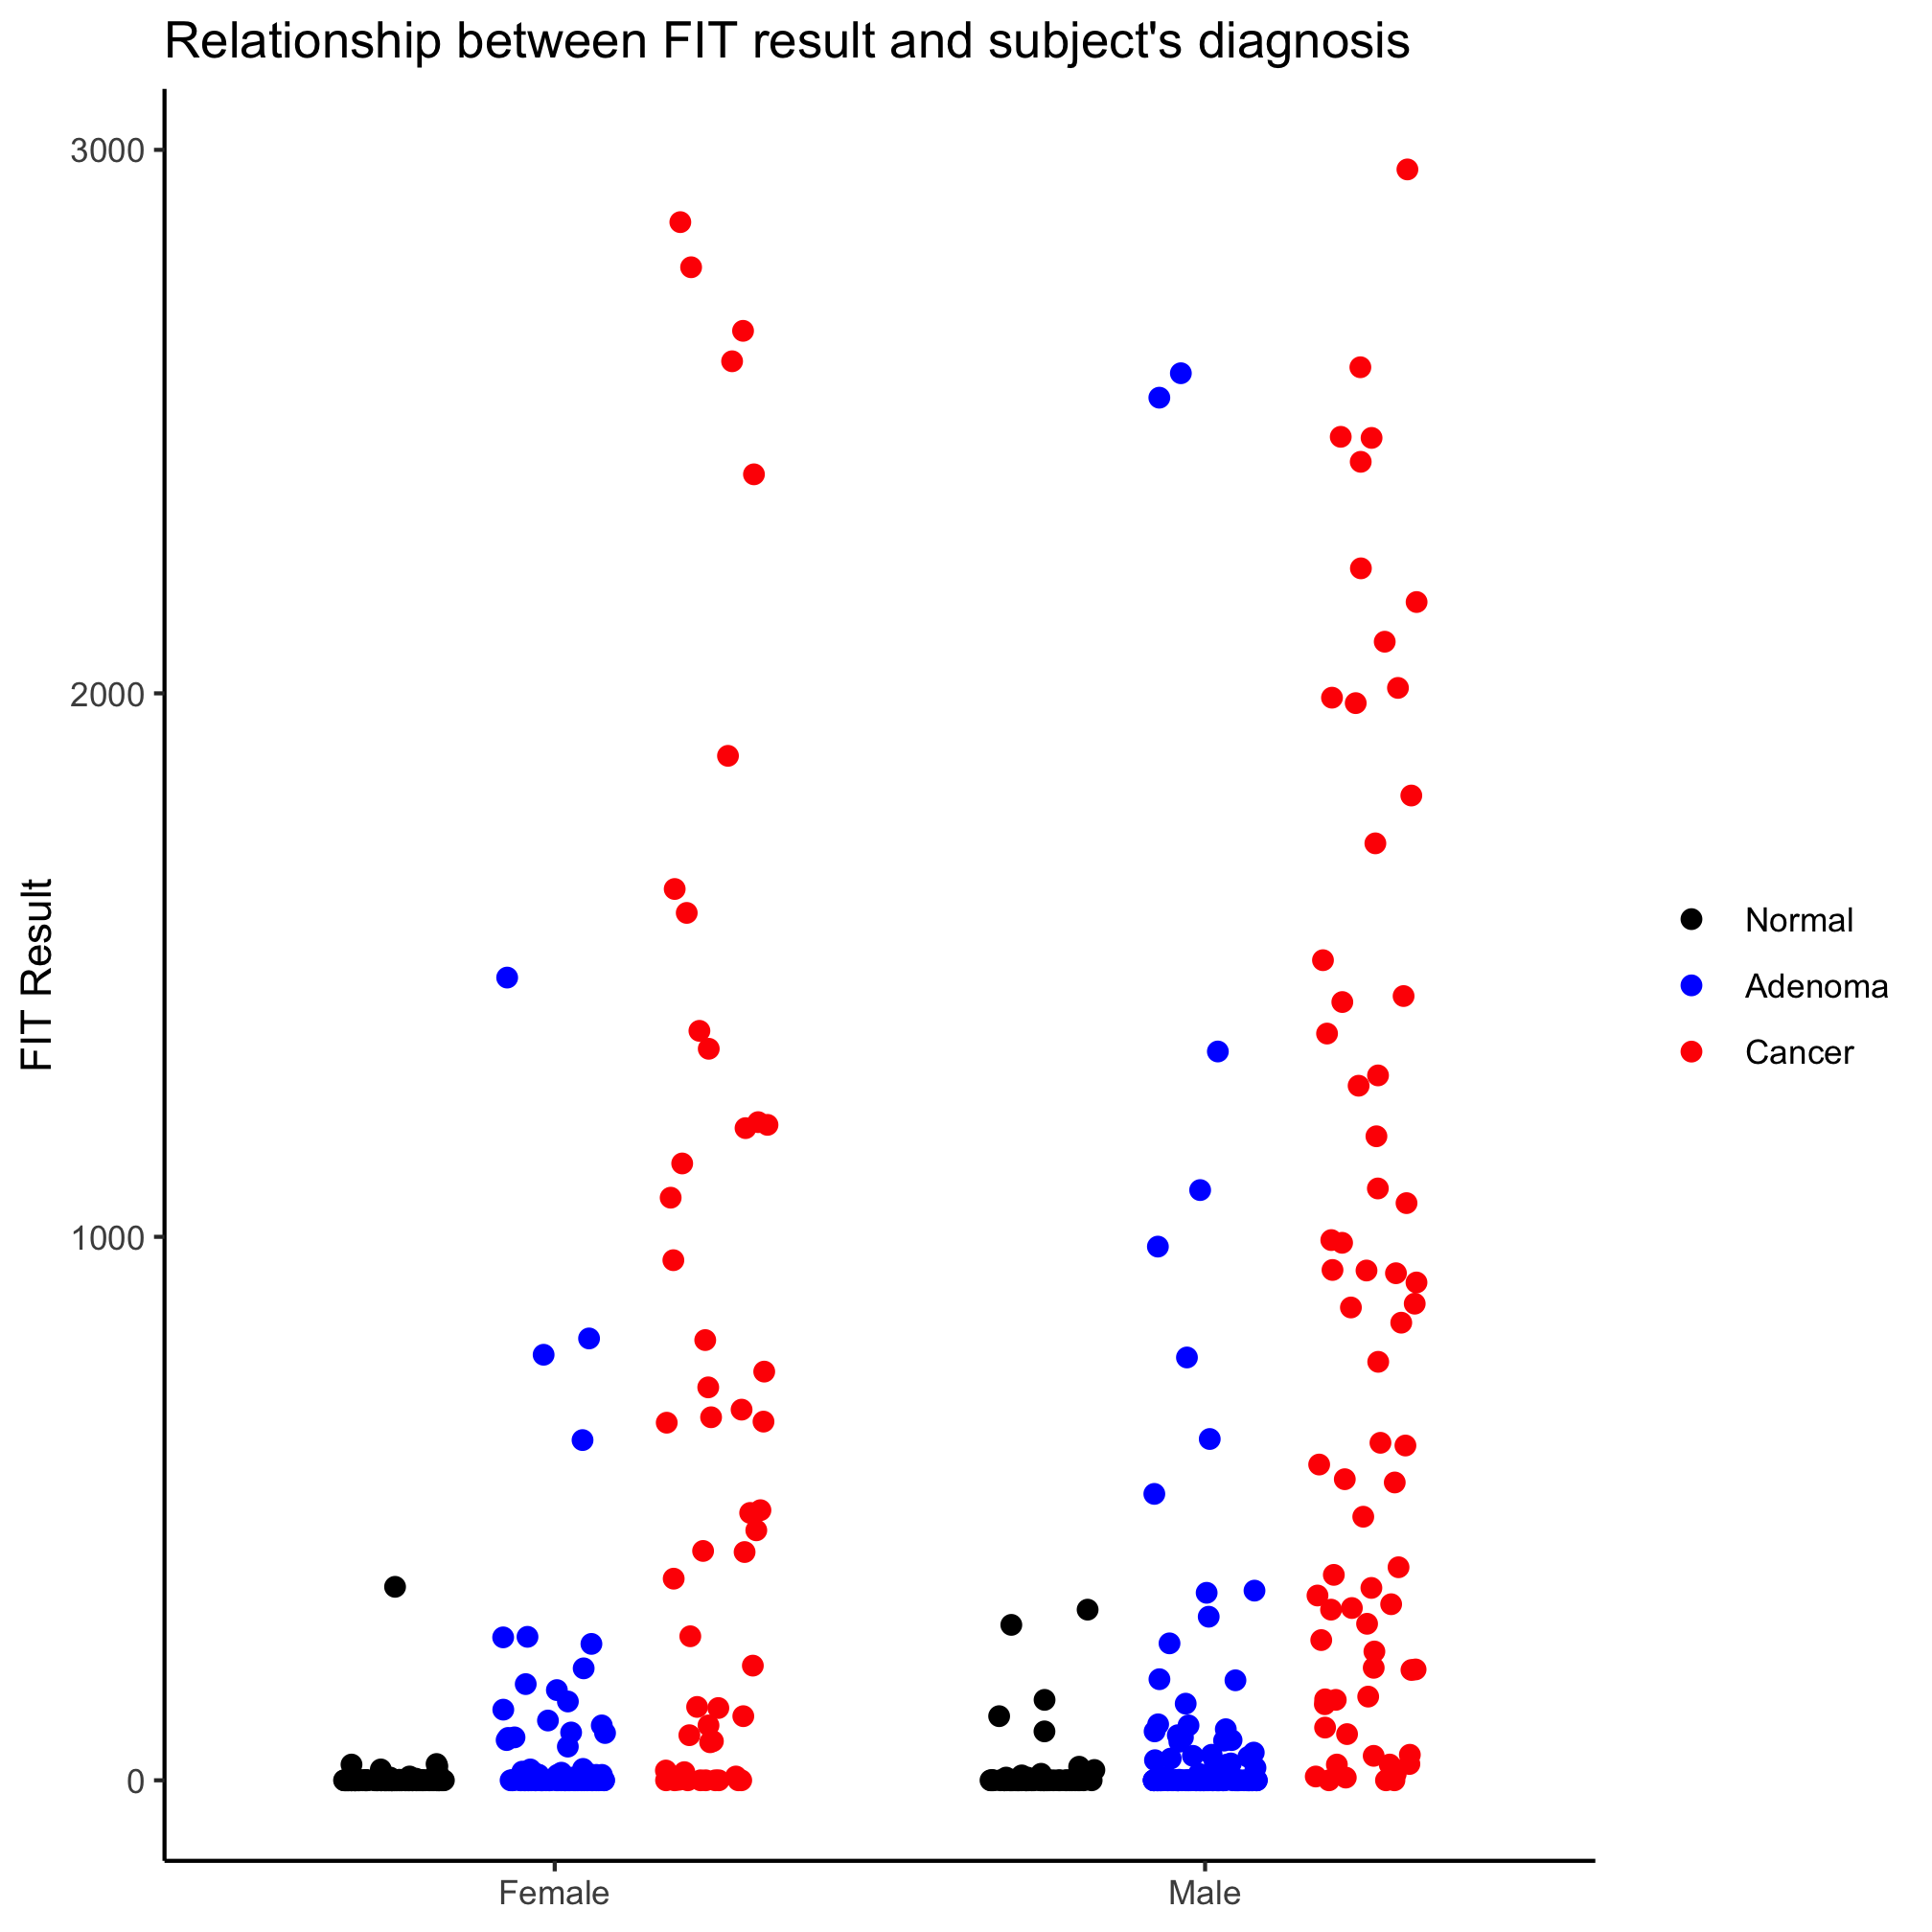 Relationship between FIT result and subject's diagnosis
3000
2000
1000
0
FIT Result
Female
Male
Normal
Adenoma
Cancer